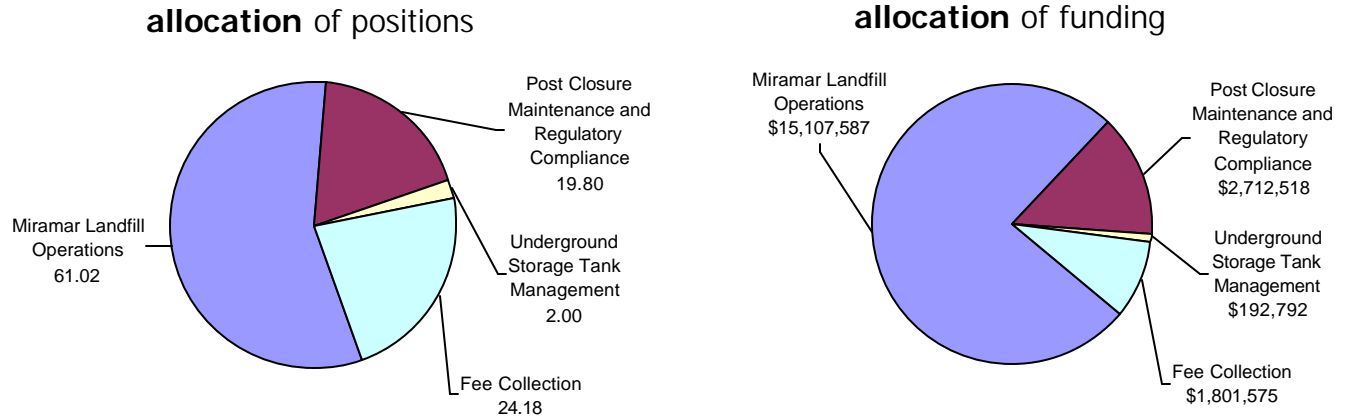 allocation of positions
Post Closure
Maintenance and
Regulatory
Compliance
19.80
Miramar Landfill
Operations
61.02
Underground
Storage Tank
Management
2.00
Fee Collection
24.18
allocation of funding
Miramar Landfill
Operations
$15,107,587
Post Closure
Maintenance and
Regulatory
Compliance
$2,712,518
Underground
Storage Tank
Management
$192,792
Fee Collection
$1,801,575